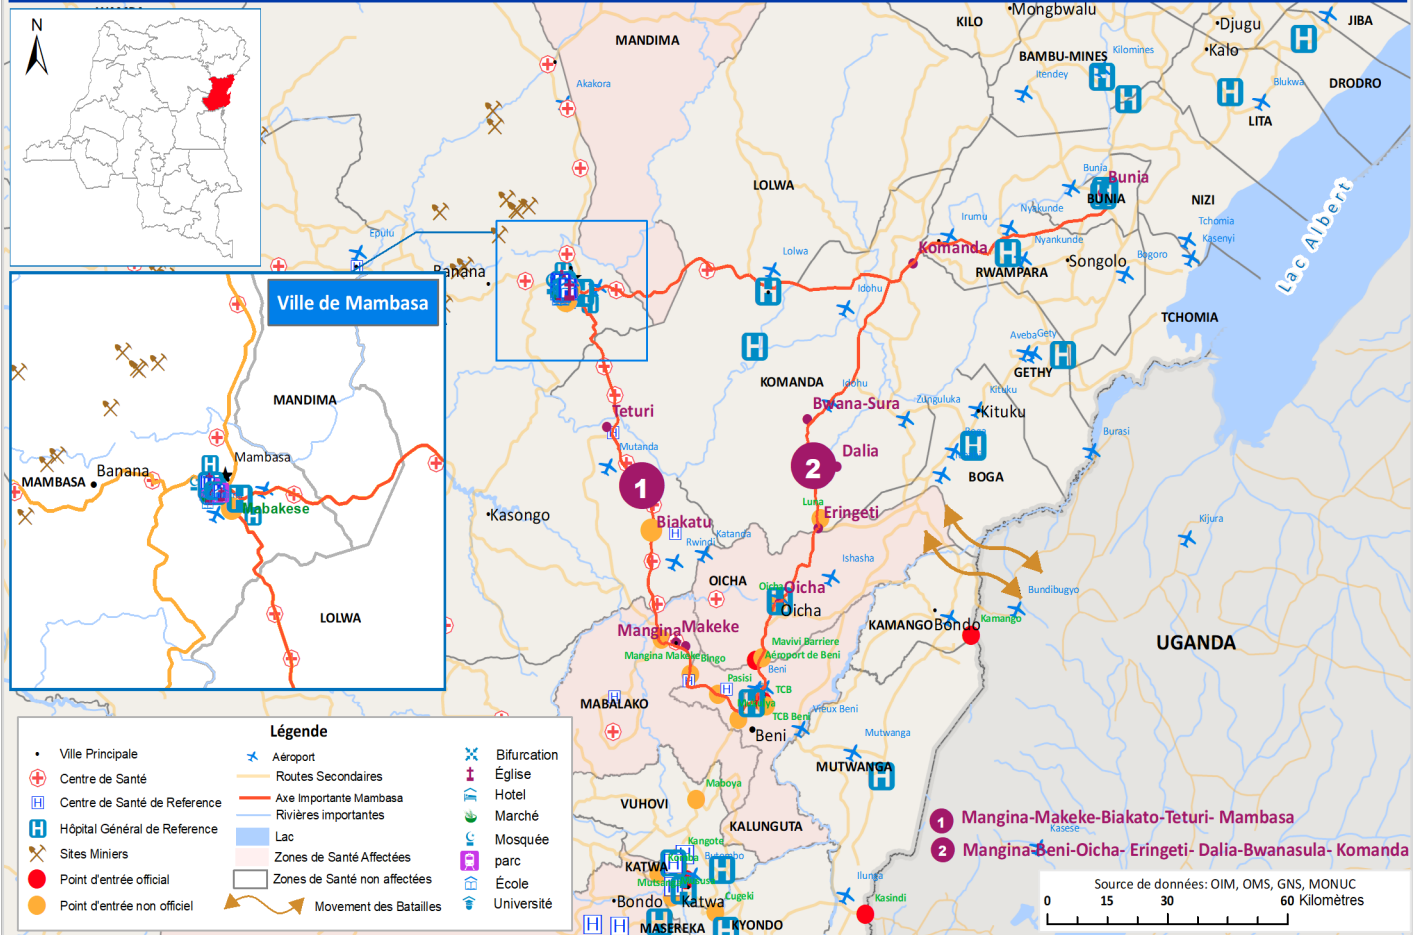 N
MANDIMA
KILO
Mongbwalu
Djugu
Kalo
JIBA
BAMBU-MINES
Kilomines
Itendey
Akakora
Blukwa
DRODRO
LITA
LOLWA
Bunia
Bunia
BUNIA
NIZI
Nyakunde
Irumu
Tchomia
Kasenyi
Lac Albert
Epulu
Banana
Lolwa
Komanda
Nyankunde
RWAMPARA
Songolo
Bogoro
Idohu
TCHOMIA
Ville de Mambasa
Aveba
Gety
GETHY
KOMANDA
Idohu
Kituku
Kituku
MANDIMA
Teturi
Bwana-Sura
Zunguluka
Mutanda
Dalia
Burasi
BOGA
Mambasa
Banana
MAMBASA
1
2
Mabakese
Kasongo
Luna
Eringeti
Biakatu
Katanda
Rwindi
Kijura
Ishasha
OICHA
Oicha
Oicha
Oicha
Bundibugyo
LOLWA
KAMANGO
Bondo
Kamango
UGANDA
Mangina
Makeke
Mangina Makeke
Bingo
Mavivi Barriere
Aéroport de Beni
Beni
Pasisi
TCB
MABALAKO
TCB Beni
Vieux Beni
Beni
Mutwanga
MUTWANGA
Maboya
VUHOVI
KALUNGUTA
Kangote
KATWA
Butembo
Ilunga
Bondo
Katwa
Cugeki
Kasindi
MASEREKA
KYONDO
Kasese
1 Mangina-Makeke-Biakato-Teturi- Mambasa
2 Mangina-Beni-Oicha- Eringeti- Dalia-Bwanasula- Komanda
Source de données: OIM, OMS, GNS, MONUC
0 15 30 60 Kilomètres
Légende
Ville Principale
Centre de Santé
Centre de Santé de Reference
Hôpital Général de Reference
Sites Miniers
Point d'entrée official
Point d'entrée non officiel
Aéroport
Routes Secondaires
Axe Importante Mambasa
Rivières importantes
Lac
Zones de Santé Affectées
Zones de Santé non affectées
Movement des Batailles
Bifurcation
Église
Hotel
Marché
Mosquée
parc
École
Université